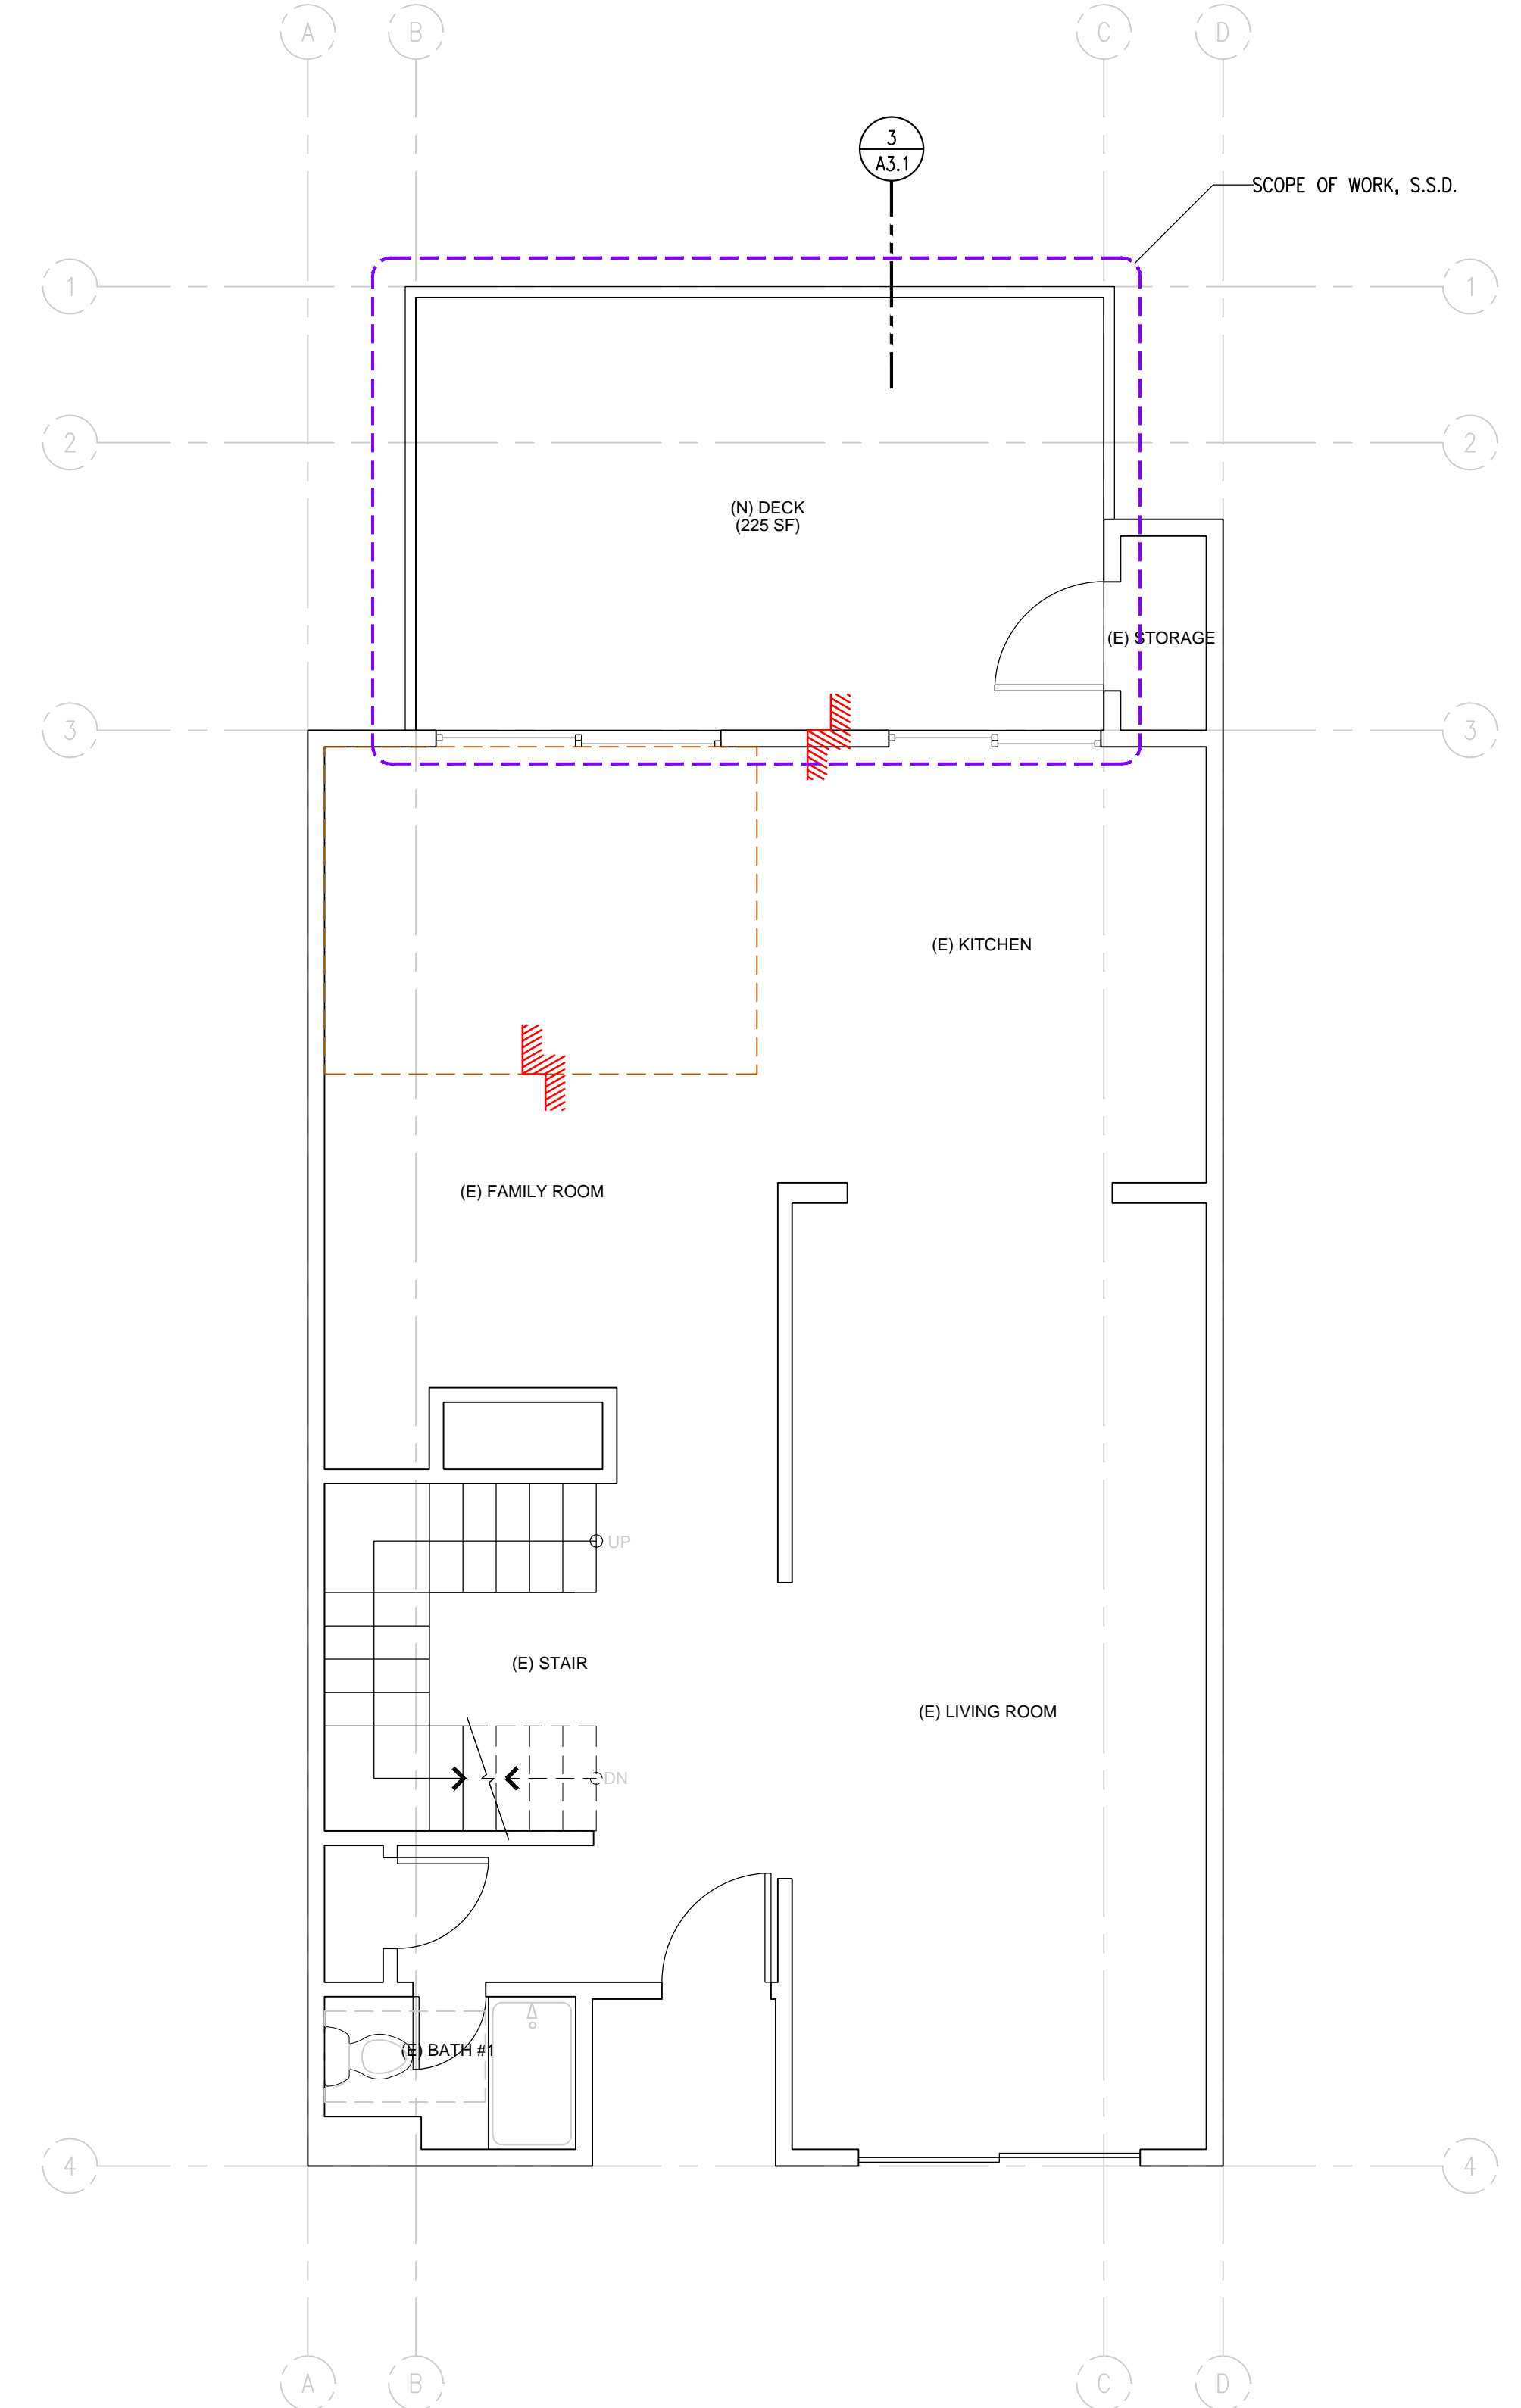 A B C D
3
A3.1
SCOPE OF WORK, S.S.D.
1 1
2 2
(N) DECK
(225 SF)
(E) STORAGE
3 3
(E) KITCHEN
(E) FAMILY ROOM
UP
(E) STAIR
(E) LIVING ROOM
DN
(E) BATH #1
4 4
A B C D